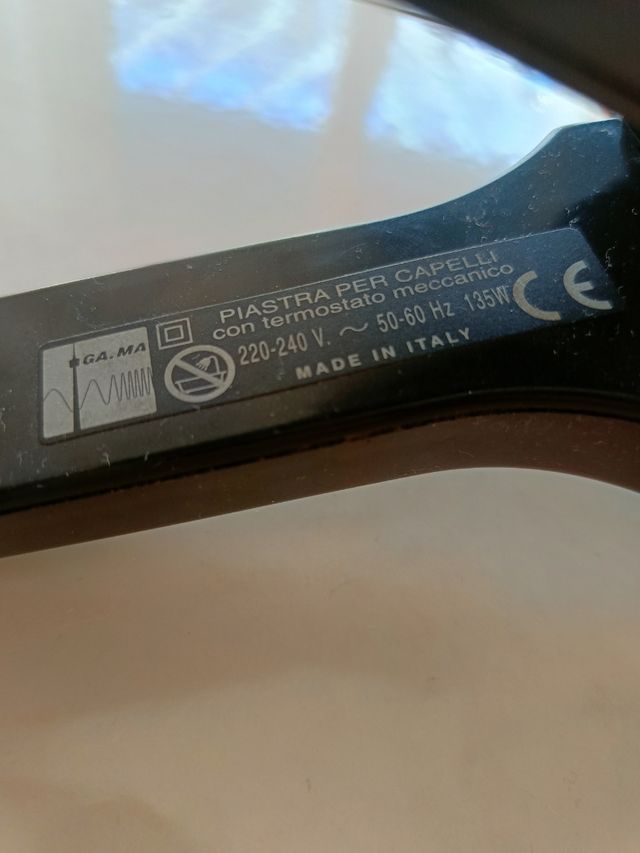 GA.MA
PIASTRA PER CAPELLI
con termostato meccanico
220-240 V. ~ 50-60 Hz 135W
MADE IN ITALY
CE